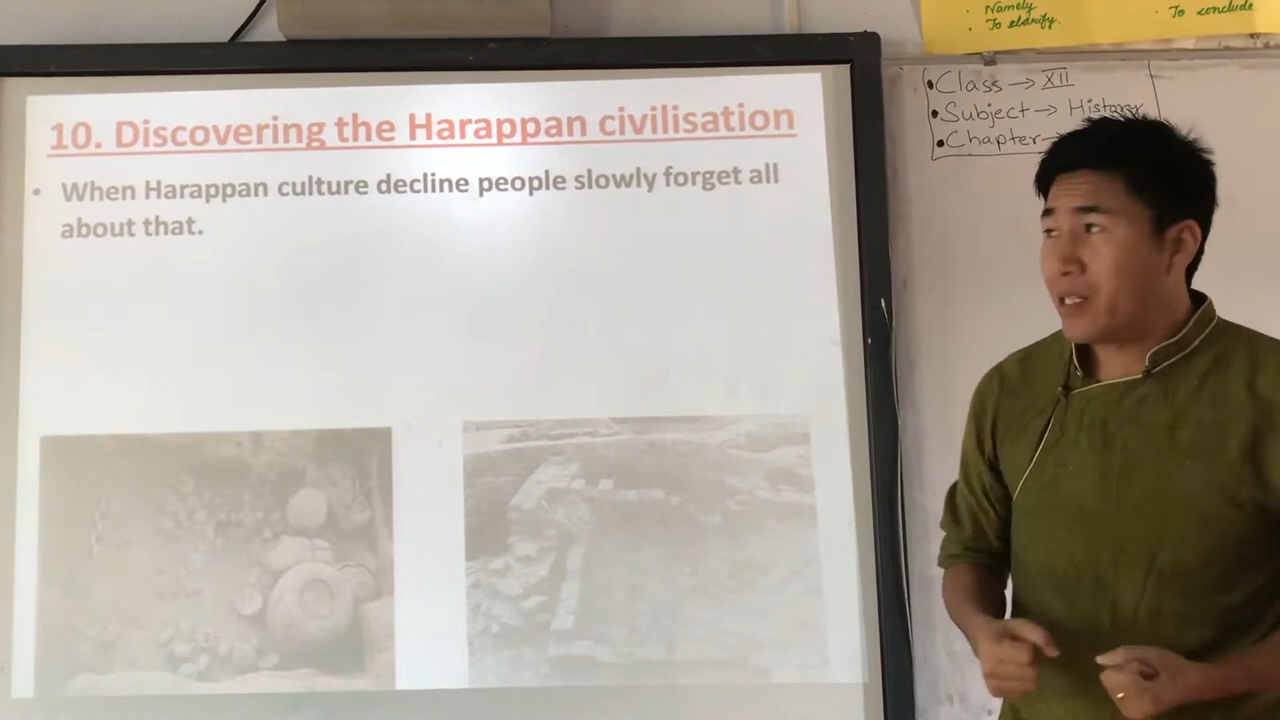 10. Discovering the Harappan civilisation
• When Harappan culture decline people slowly forget all
about that.
• Namely
• To clarify.
• To conclude
• Class → XII
• Subject → History
• Chapter →